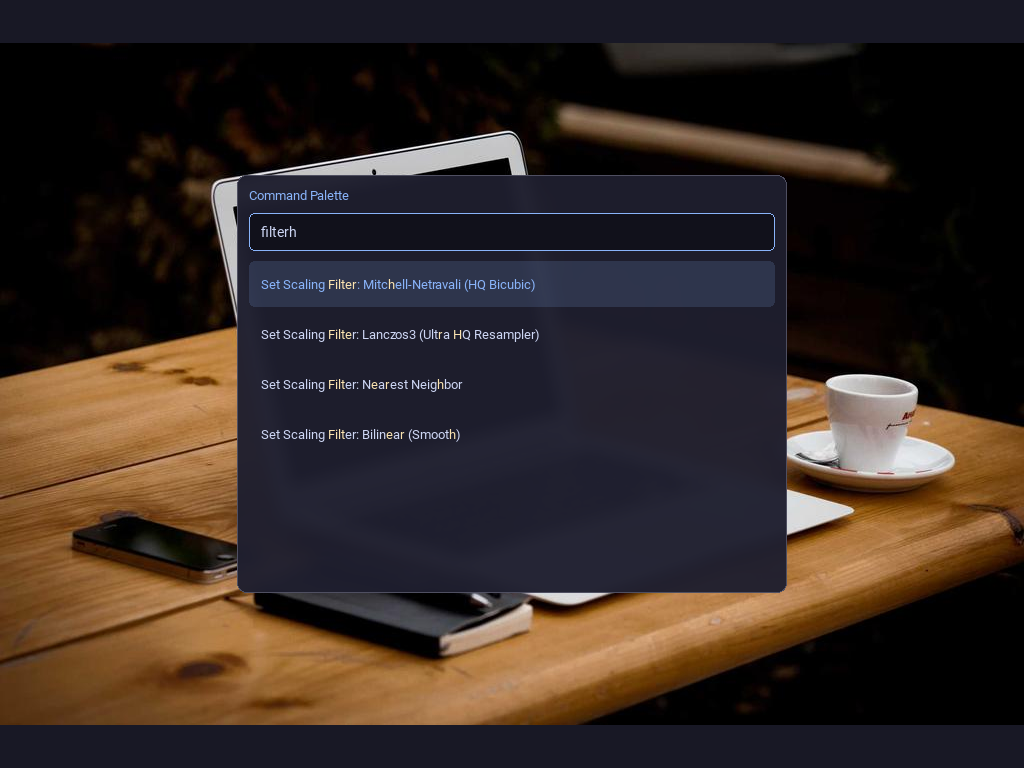 Command Palette
filterh
Set Scaling Filter: Mitchell-Netravali (HQ Bicubic)
Set Scaling Filter: Lanczos3 (Ultra HQ Resampler)
Set Scaling Filter: Nearest Neighbor
Set Scaling Filter: Bilinear (Smooth)